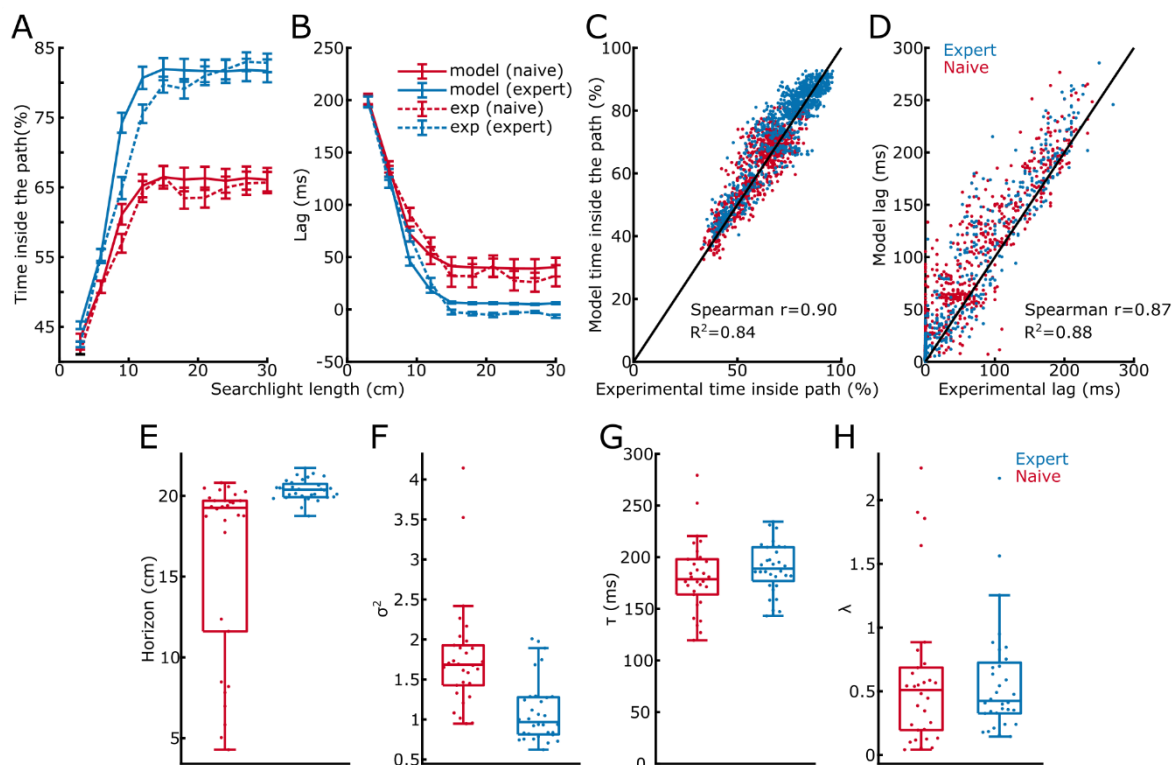 A
Time inside the path(%)
85
75
65
55
45
0
10
20
30
Searchlight length (cm)
B
Lag (ms)
250
200
150
100
50
0
-50
0
10
20
30
model (naive)
model (expert)
exp (naive)
exp (expert)
C
Model time inside the path (%)
100
80
60
40
20
0
0
50
100
Experimental time inside path (%)
Spearman r=0.90
R²=0.84
D
Model lag (ms)
300
250
200
150
100
50
0
0
100
200
300
Experimental lag (ms)
Expert
Naive
Spearman r=0.87
R²=0.88
E
Horizon (cm)
20
15
10
5
F
σ²
4
3.5
3
2.5
2
1.5
1
0.5
G
τ (ms)
300
250
200
150
100
50
0
H
λ
2
1.5
1
0.5
0
Expert
Naive